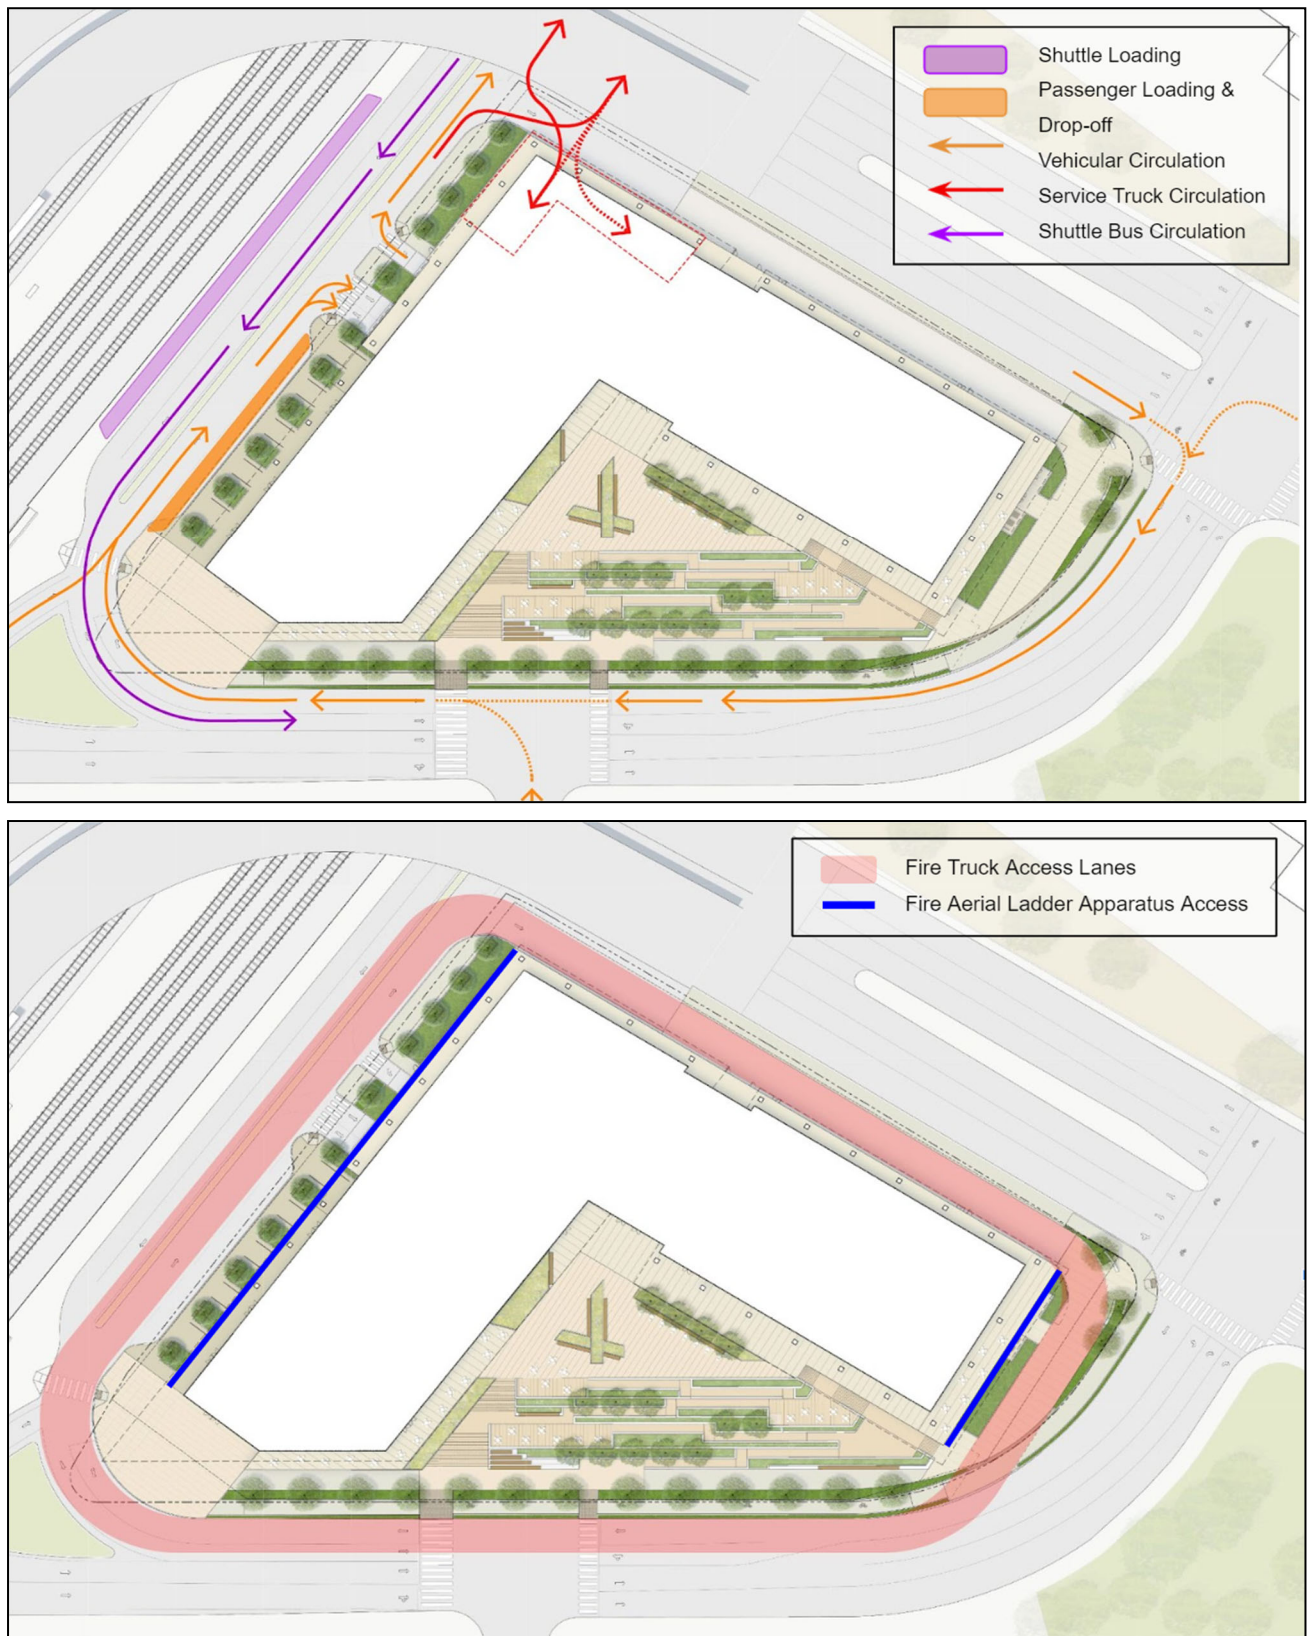 Shuttle Loading
Passenger Loading &
Drop-off
Vehicular Circulation
Service Truck Circulation
Shuttle Bus Circulation
Fire Truck Access Lanes
Fire Aerial Ladder Apparatus Access